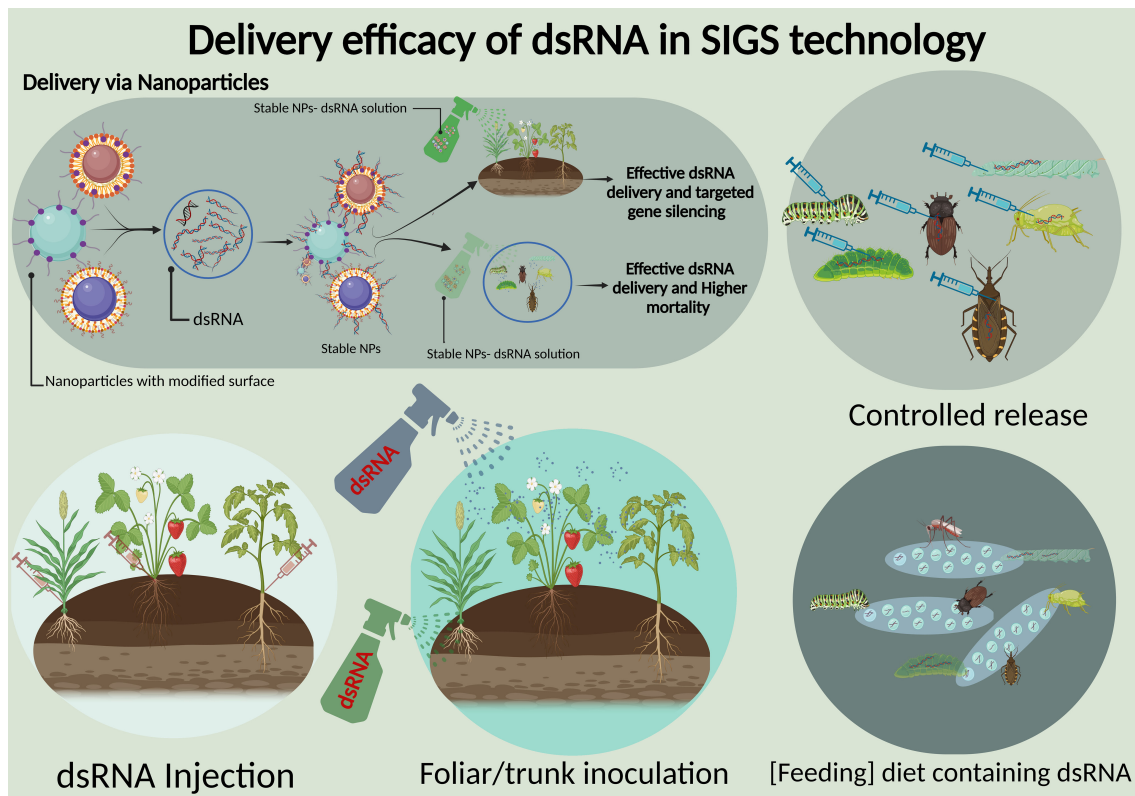 Delivery efficacy of dsRNA in SIGS technology
Delivery via Nanoparticles
Stable NPs- dsRNA solution
Effective dsRNA
delivery and targeted
gene silencing
Effective dsRNA
delivery and Higher
mortality
dsRNA
Stable NPs
Stable NPs- dsRNA solution
Nanoparticles with modified surface
Controlled release
dsRNA
dsRNA
dsRNA Injection
Foliar/trunk inoculation
[Feeding] diet containing dsRNA